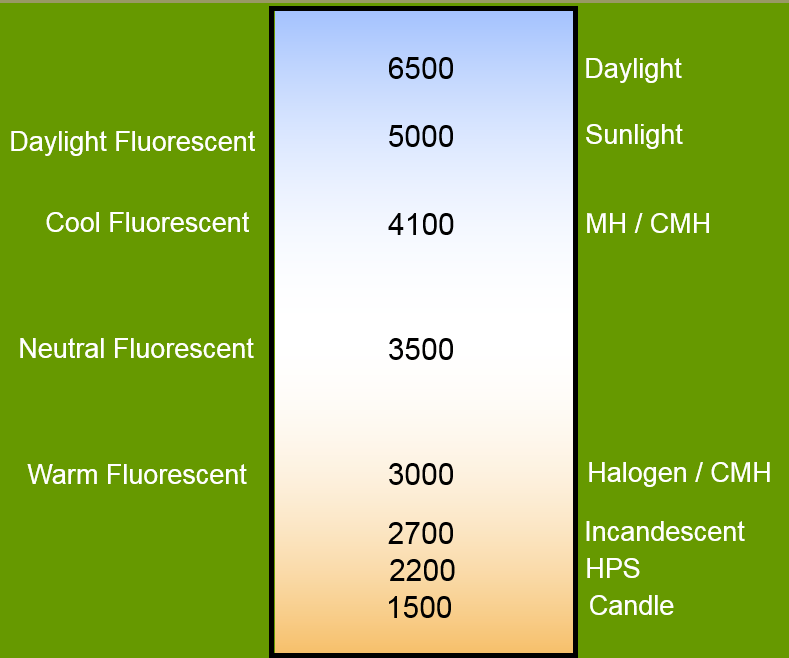 6500 Daylight
Daylight Fluorescent 5000 Sunlight
Cool Fluorescent 4100 MH / CMH
Neutral Fluorescent 3500
Warm Fluorescent 3000 Halogen / CMH
2700 Incandescent
2200 HPS
1500 Candle